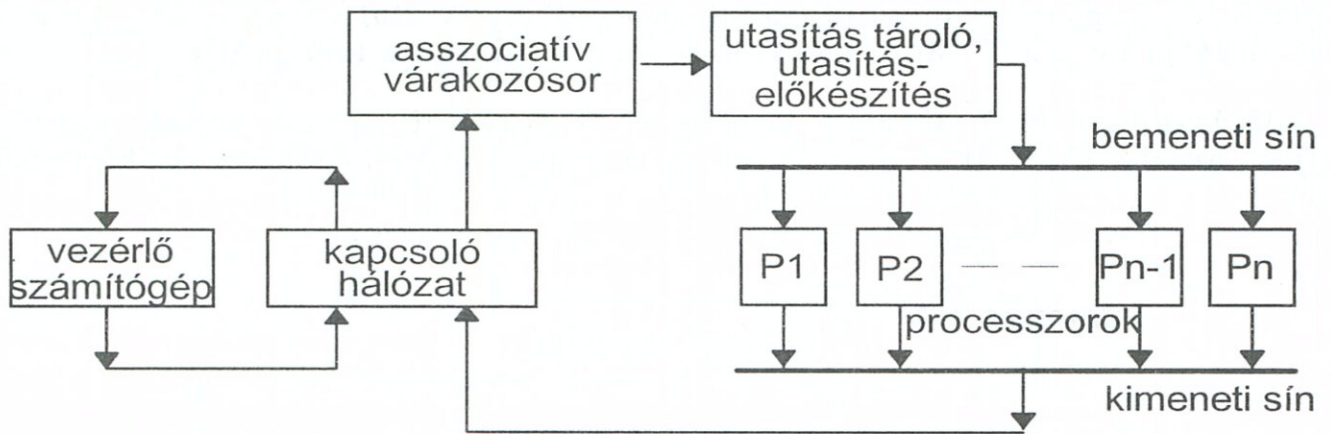 asszociatív
várakozósor
utasítás tároló,
utasítás-
előkészítés
bemeneti sín
vezérlő
számítógép
kapcsoló
hálózat
P1
P2
Pn-1
Pn
processzorok
kimeneti sín